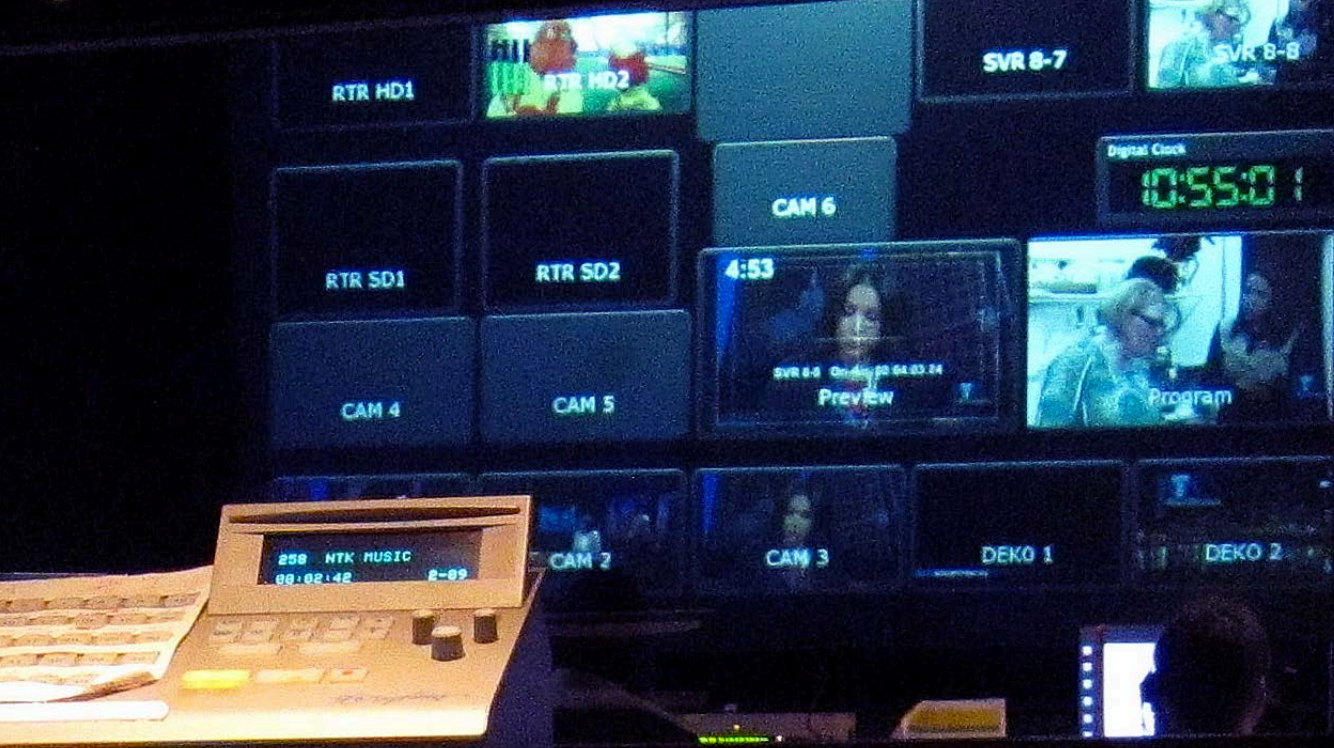 RTR HD1
RTR HD2
SVR 8-7
SVR 8-8
Digital Clock
10:55:01
RTR SD1
RTR SD2
CAM 6
4:53
CAM 4
CAM 5
Preview
Program
CAM 2
CAM 3
DEKO 1
DEKO 2
258 NTK MUSIC
00:02:42 2-09